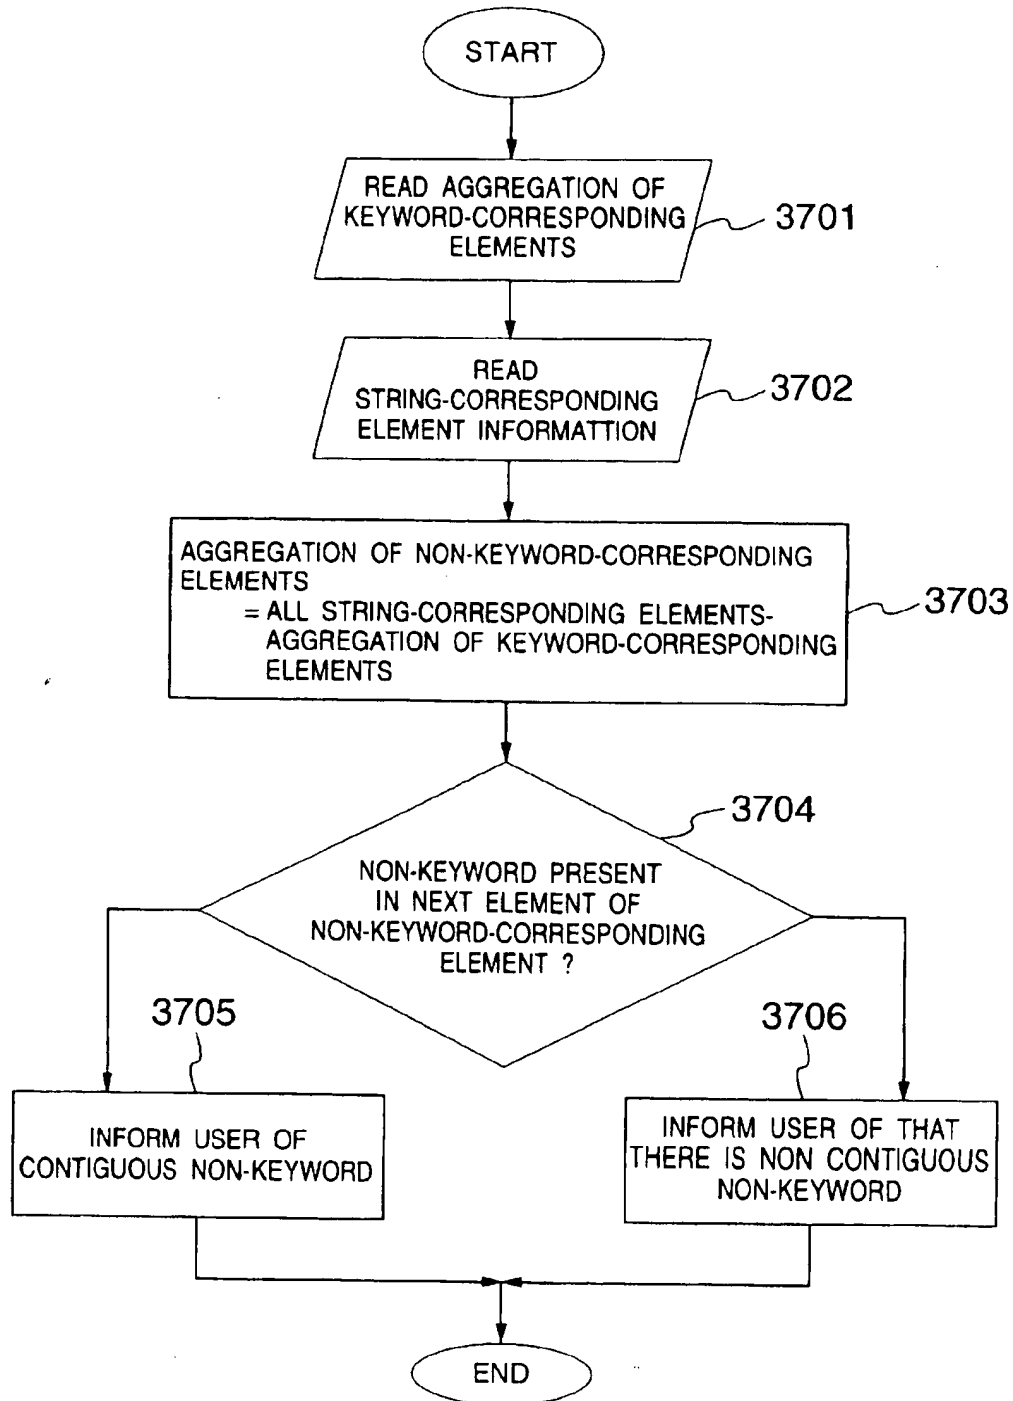 START
READ AGGREGATION OF
KEYWORD-CORRESPONDING
ELEMENTS
3701
READ
STRING-CORRESPONDING
ELEMENT INFORMATTION
3702
AGGREGATION OF NON-KEYWORD-CORRESPONDING
ELEMENTS
= ALL STRING-CORRESPONDING ELEMENTS-
AGGREGATION OF KEYWORD-CORRESPONDING
ELEMENTS
3703
3704
NON-KEYWORD PRESENT
IN NEXT ELEMENT OF
NON-KEYWORD-CORRESPONDING
ELEMENT ?
3705
INFORM USER OF
CONTIGUOUS NON-KEYWORD
3706
INFORM USER OF THAT
THERE IS NON CONTIGUOUS
NON-KEYWORD
END